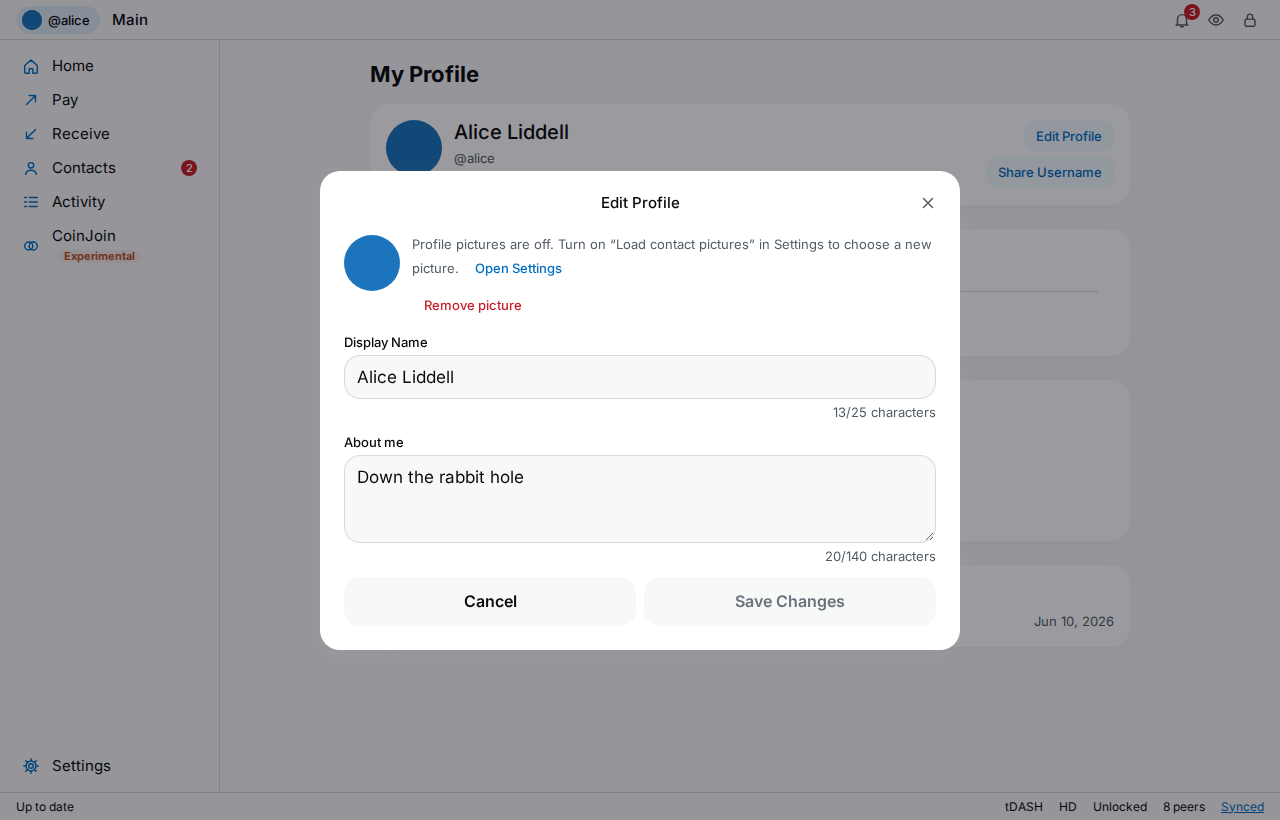 @alice Main 3
Home
Pay
Receive
Contacts 2
Activity
CoinJoin
Experimental
Settings
My Profile
Alice Liddell
@alice
Edit Profile
Share Username
Edit Profile
Profile pictures are off. Turn on “Load contact pictures” in Settings to choose a new
picture. Open Settings
Remove picture
Display Name
Alice Liddell
13/25 characters
About me
Down the rabbit hole
20/140 characters
Cancel Save Changes
Jun 10, 2026
Up to date tDASH HD Unlocked 8 peers Synced